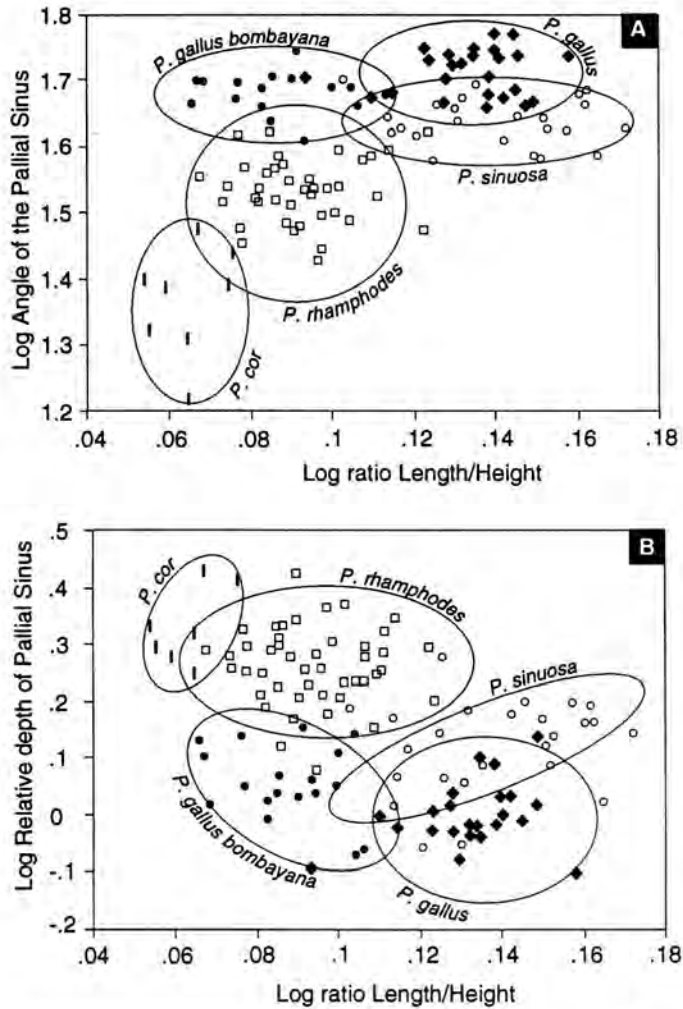 A
P. gallus bombayana
P. gallus
P. sinuosa
P. rhamphodes
P. cor
Log Angle of the Pallial Sinus
1.8
1.7
1.6
1.5
1.4
1.3
1.2
.04
.06
.08
.1
.12
.14
.16
.18
Log ratio Length/Height
B
P. cor
P. rhamphodes
P. sinuosa
P. gallus bombayana
P. gallus
Log Relative depth of Pallial Sinus
.5
.4
.3
.2
.1
0
-.1
-.2
.04
.06
.08
.1
.12
.14
.16
.18
Log ratio Length/Height